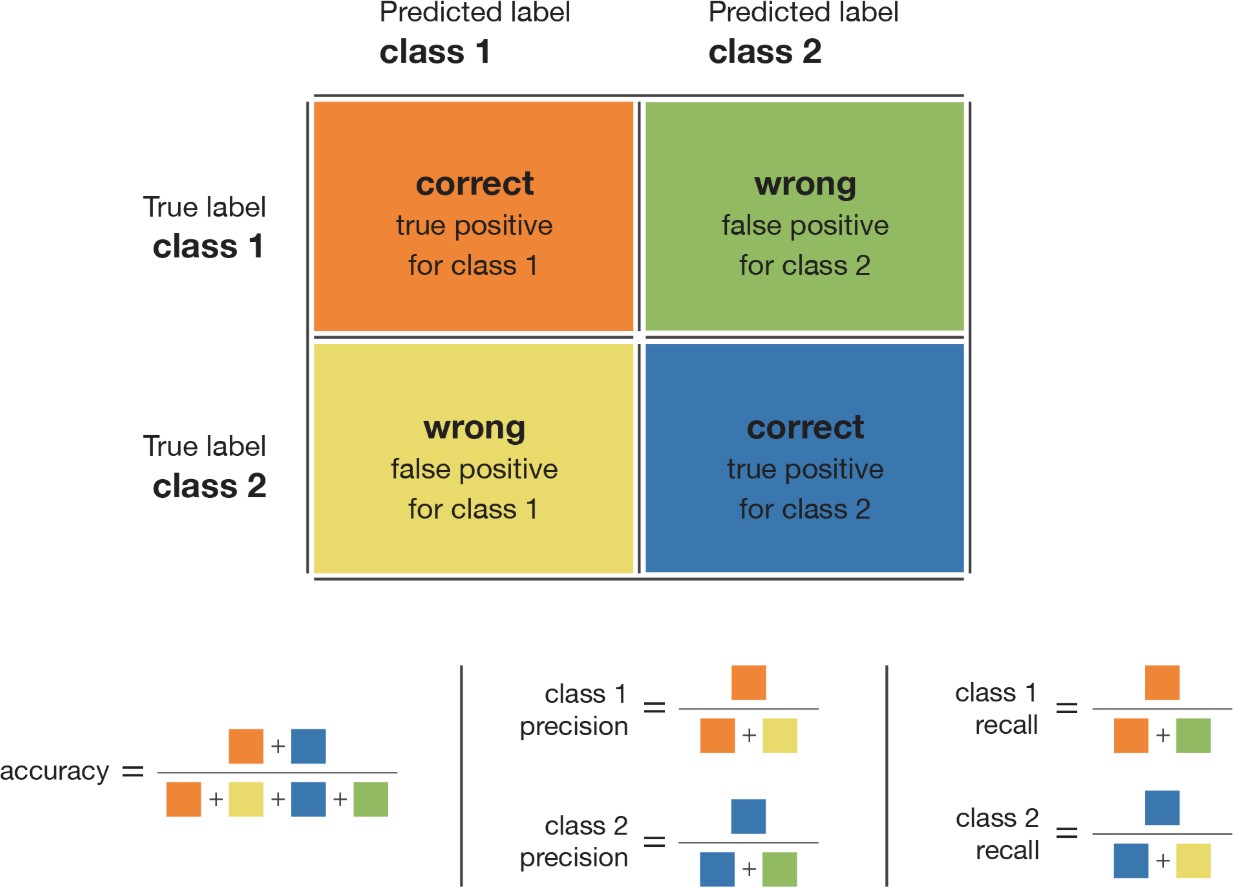 Predicted label
class 1
Predicted label
class 2
True label
class 1
correct
true positive
for class 1
wrong
false positive
for class 2
True label
class 2
wrong
false positive
for class 1
correct
true positive
for class 2
accuracy =
+
+ + +
class 1
precision
=
+
class 2
precision
=
+
class 1
recall
=
+
class 2
recall
=
+